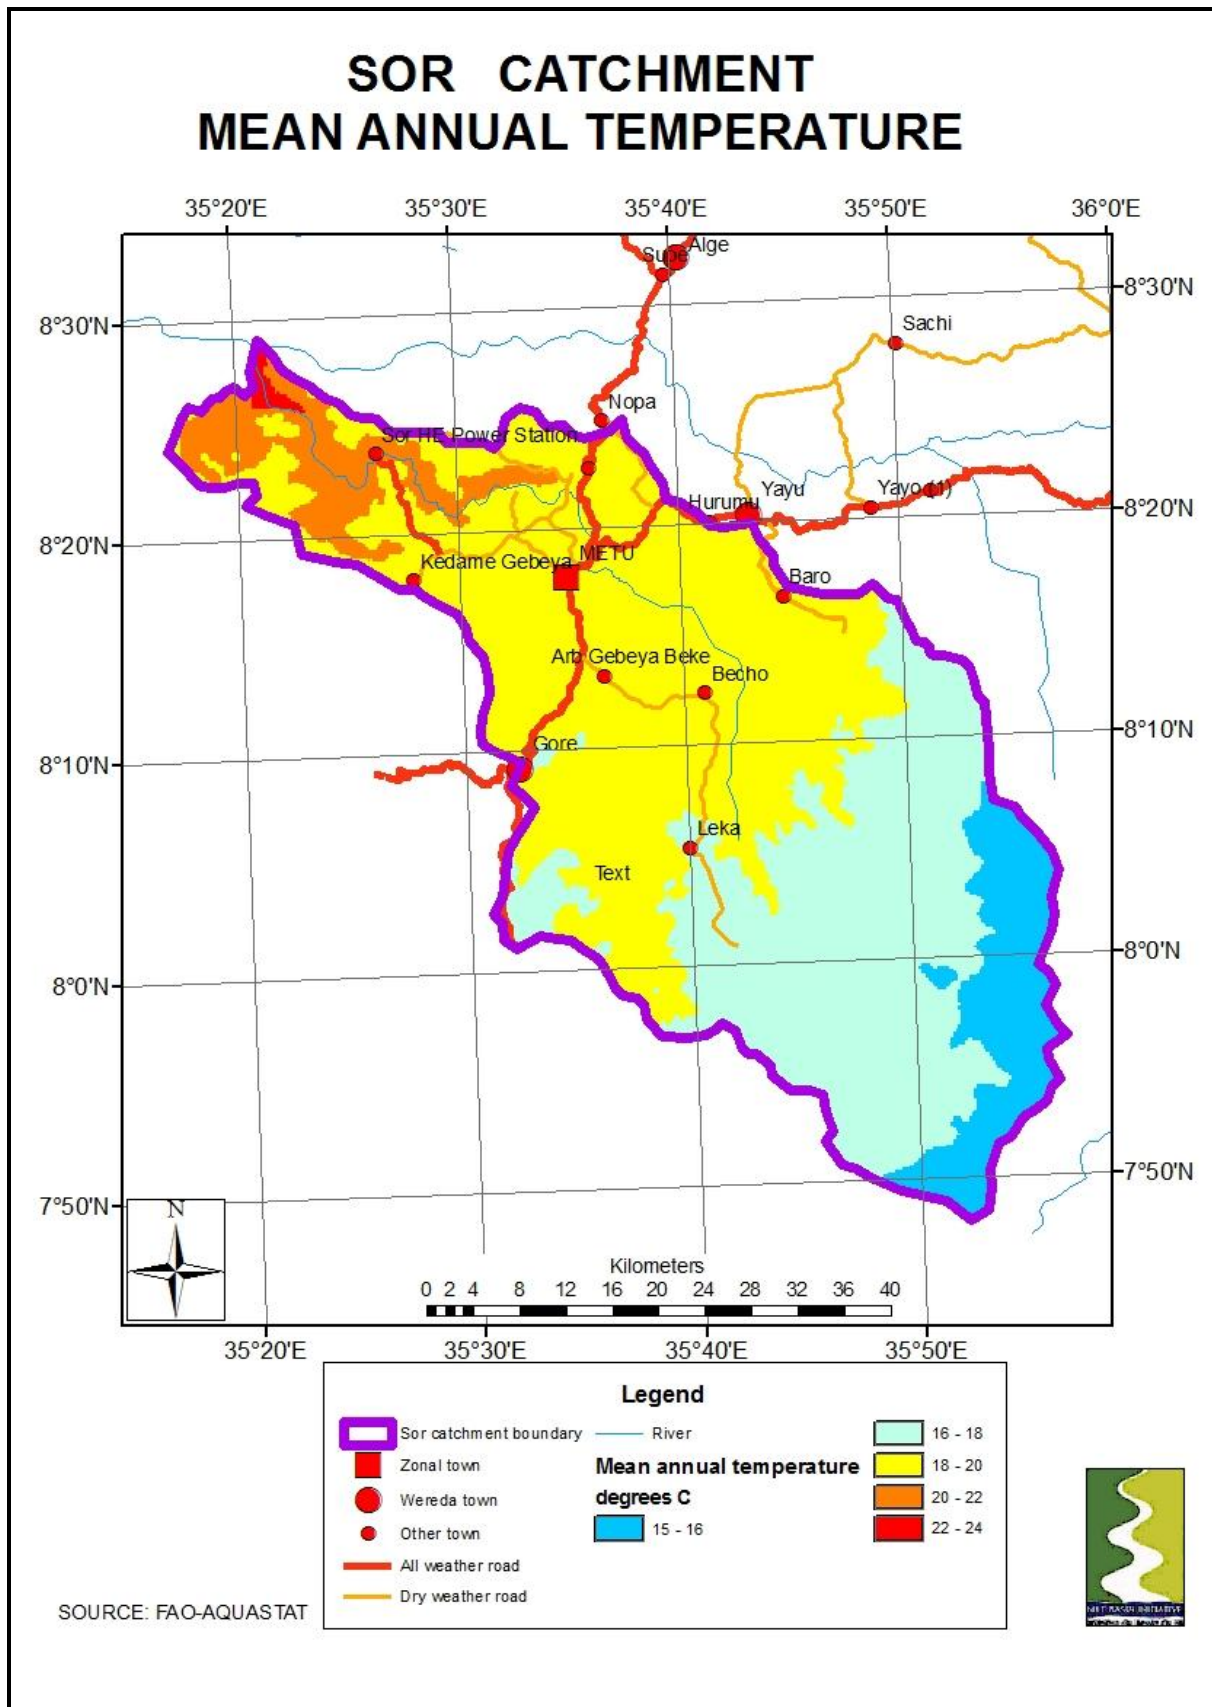 SOR CATCHMENT
MEAN ANNUAL TEMPERATURE
35°20'E 35°30'E 35°40'E 35°50'E 36°0'E
Alge
Supe
8°30'N
Sachi
8°30'N
Nopa
Sor HE Power Station
Hurumu
Yayu
Yayo (1)
8°20'N
8°20'N
Kedame Gebeya
METU
Baro
Arb Gebeya Beke
Becho
8°10'N
Gore
8°10'N
Leka
Text
8°0'N
8°0'N
7°50'N
7°50'N
N
Kilometers
0 2 4 8 12 16 20 24 28 32 36 40
35°20'E 35°30'E 35°40'E 35°50'E
Legend
Sor catchment boundary
Zonal town
Wereda town
Other town
All weather road
Dry weather road
River
Mean annual temperature
degrees C
15 - 16
16 - 18
18 - 20
20 - 22
22 - 24
SOURCE: FAO-AQUASTAT
NILE BASIN INITIATIVE